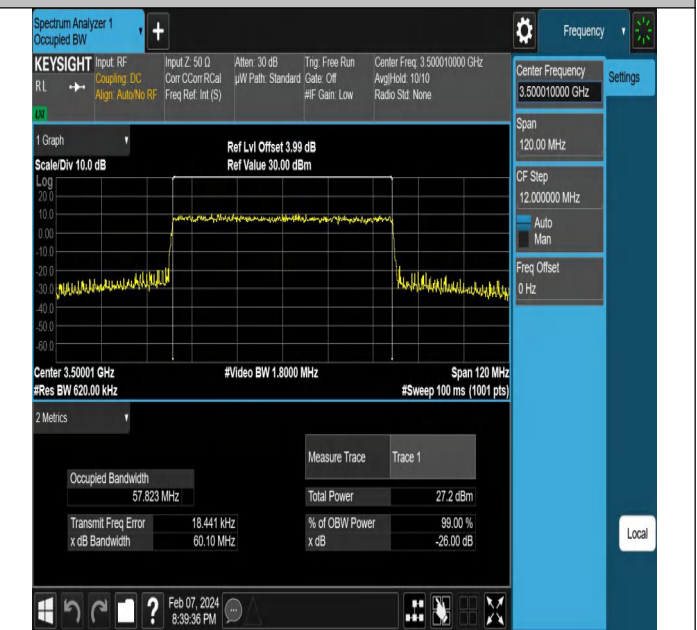 Spectrum Analyzer 1
Occupied BW
+
Frequency
KEYSIGHT
RL
LXI
Input: RF
Coupling: DC
Align: Auto/No RF
Input Z: 50 Ω
Corr CCorr RCal
Freq Ref: Int (S)
Atten: 30 dB
µW Path: Standard
Trig: Free Run
Gate: Off
#IF Gain: Low
Center Freq: 3.500010000 GHz
Avg|Hold: 10/10
Radio Std: None
Center Frequency
3.500010000 GHz
Settings
Span
120.00 MHz
CF Step
12.000000 MHz
Auto
Man
Freq Offset
0 Hz
Local
1 Graph
Scale/Div 10.0 dB
Ref Lvl Offset 3.99 dB
Ref Value 30.00 dBm
Log
20.0
10.0
0.00
-10.0
-20.0
-30.0
-40.0
-50.0
-60.0
Center 3.50001 GHz
#Video BW 1.8000 MHz
Span 120 MHz
#Res BW 620.00 kHz
#Sweep 100 ms (1001 pts)
2 Metrics
Measure Trace Trace 1
Occupied Bandwidth
57.823 MHz
Total Power 27.2 dBm
Transmit Freq Error 18.441 kHz
% of OBW Power 99.00 %
x dB Bandwidth 60.10 MHz
x dB -26.00 dB
?
Feb 07, 2024
8:39:36 PM